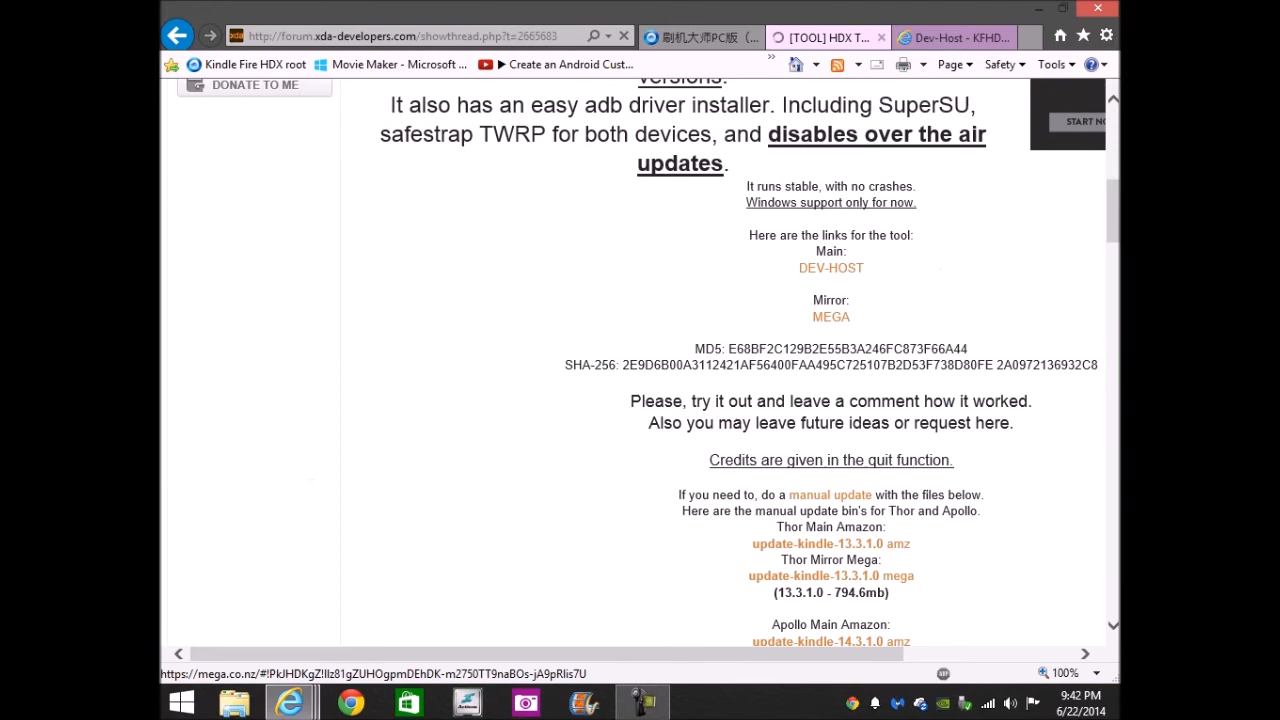 http://forum.xda-developers.com/showthread.php?t=2665683
刷机大师PC版（...
[TOOL] HDX T...
Dev-Host - KFHD...
Kindle Fire HDX root
Movie Maker - Microsoft ...
Create an Android Cust...
Page
Safety
Tools
DONATE TO ME
versions.
It also has an easy adb driver installer. Including SuperSU,
safestrap TWRP for both devices, and disables over the air
updates.
START NO
It runs stable, with no crashes.
Windows support only for now.
Here are the links for the tool:
Main:
DEV-HOST
Mirror:
MEGA
MD5: E68BF2C129B2E55B3A246FC873F66A44
SHA-256: 2E9D6B00A3112421AF56400FAA495C725107B2D53F738D80FE 2A0972136932C8
Please, try it out and leave a comment how it worked.
Also you may leave future ideas or request here.
Credits are given in the quit function.
If you need to, do a manual update with the files below.
Here are the manual update bin's for Thor and Apollo.
Thor Main Amazon:
update-kindle-13.3.1.0 amz
Thor Mirror Mega:
update-kindle-13.3.1.0 mega
(13.3.1.0 - 794.6mb)
Apollo Main Amazon:
update-kindle-14.3.1.0 amz
https://mega.co.nz/#!PkJHDKgZ!IIz81gZUHOgpmDEhDK-m2750TT9naBOs-jA9pRlis7U
100%
9:42 PM
6/22/2014